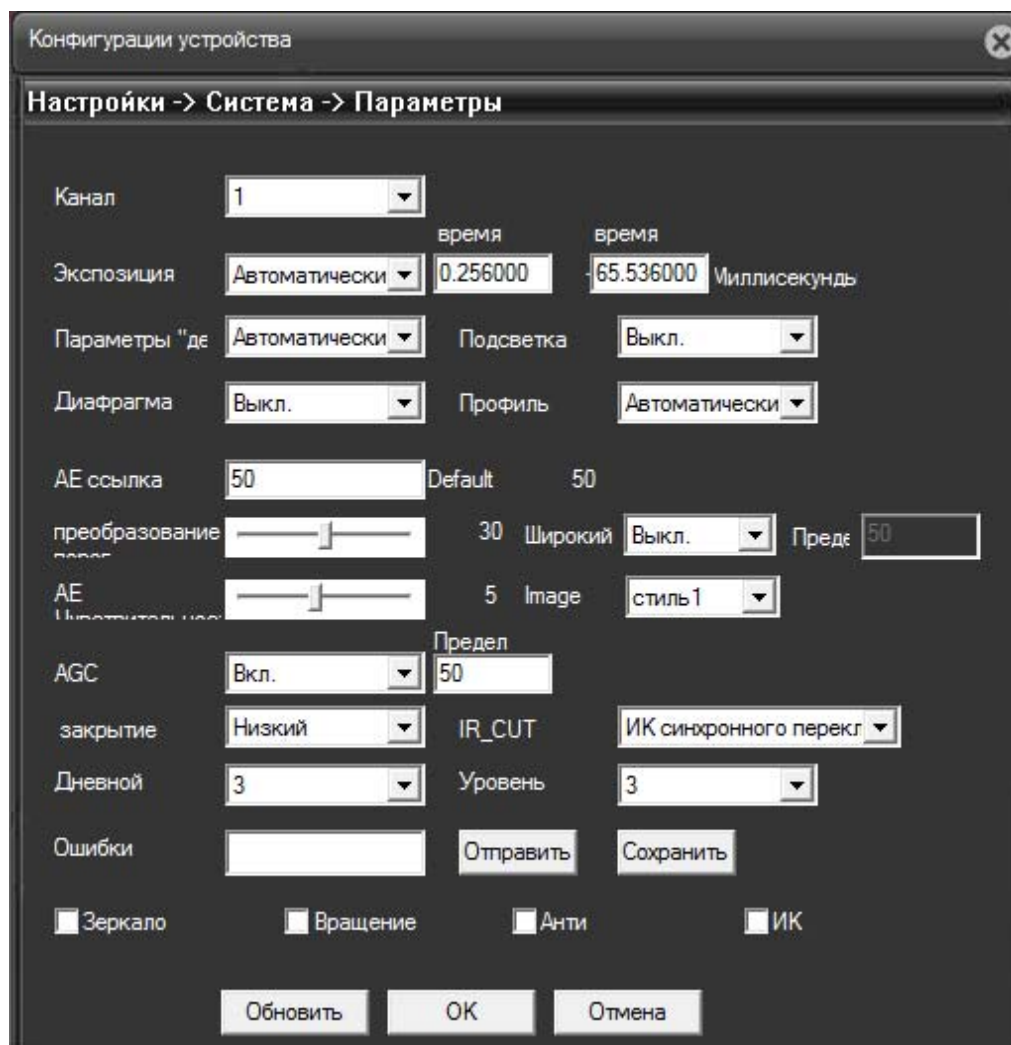 Конфигурации устройства
Настройки -> Система -> Параметры
Канал 1
время время
Экспозиция Автоматически 0.256000 - 65.536000 Миллисекунды
Параметры "де Автоматически Подсветка Выкл.
Диафрагма Выкл. Профиль Автоматически
AE ссылка 50 Default 50
преобразование 30 Широкий Выкл. Преде 50
AE 5 Image стиль1
Предел
AGC Вкл. 50
закрытие Низкий IR_CUT ИК синхронного перекл
Дневной 3 Уровень 3
Ошибки Отправить Сохранить
Зеркало Вращение Анти ИК
Обновить OK Отмена